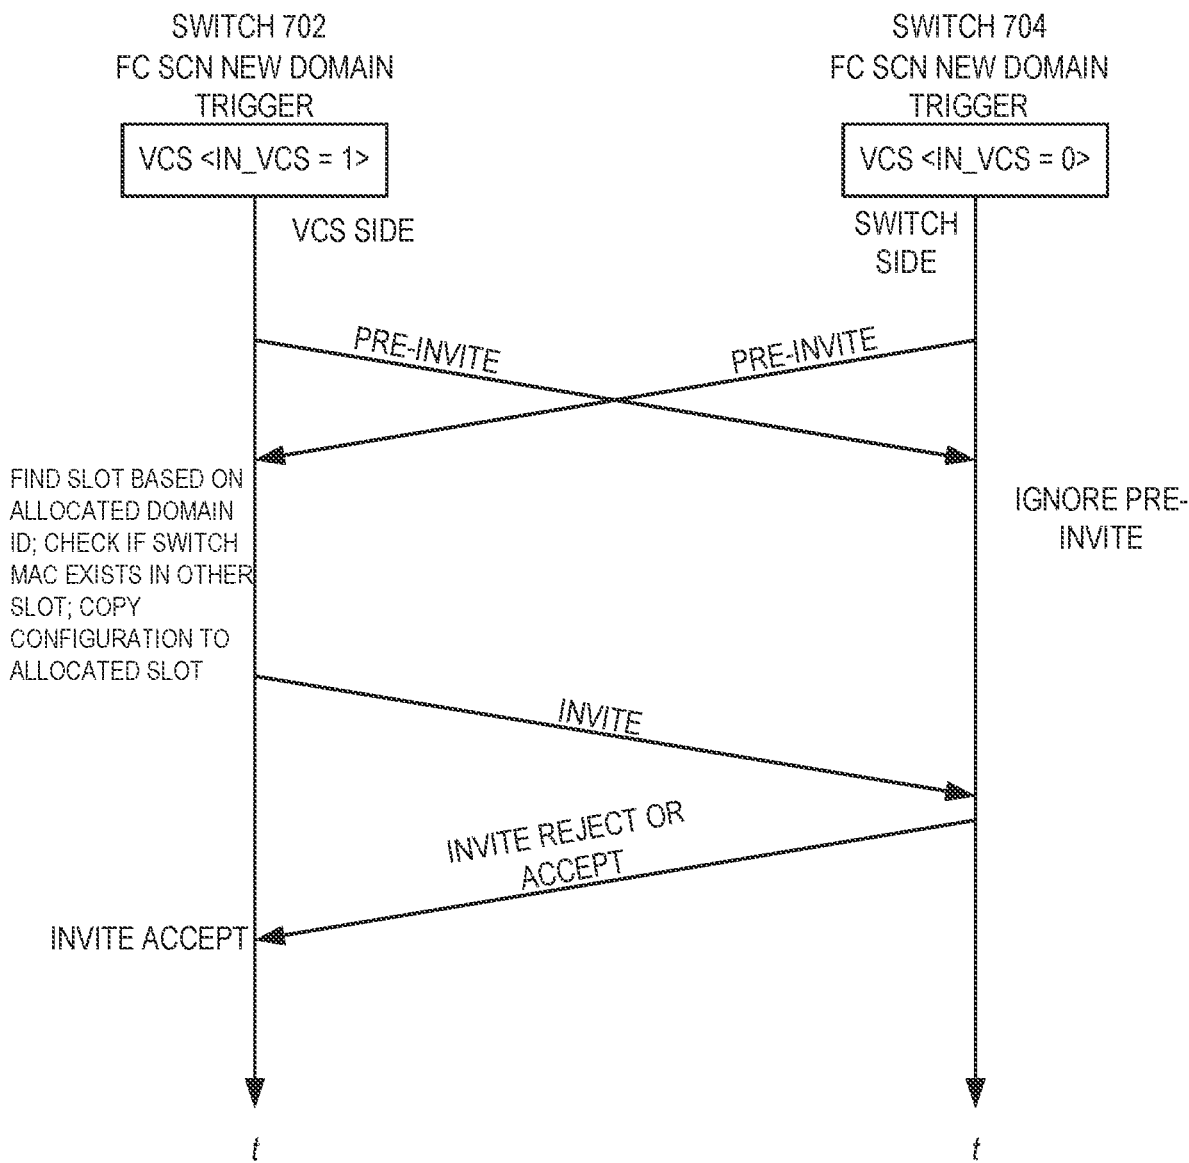 SWITCH 702
FC SCN NEW DOMAIN
TRIGGER
VCS <IN_VCS = 1>
VCS SIDE
SWITCH 704
FC SCN NEW DOMAIN
TRIGGER
VCS <IN_VCS = 0>
SWITCH
SIDE
PRE-INVITE
PRE-INVITE
FIND SLOT BASED ON
ALLOCATED DOMAIN
ID; CHECK IF SWITCH
MAC EXISTS IN OTHER
SLOT; COPY
CONFIGURATION TO
ALLOCATED SLOT
IGNORE PRE-
INVITE
INVITE
INVITE REJECT OR
ACCEPT
INVITE ACCEPT
t
t